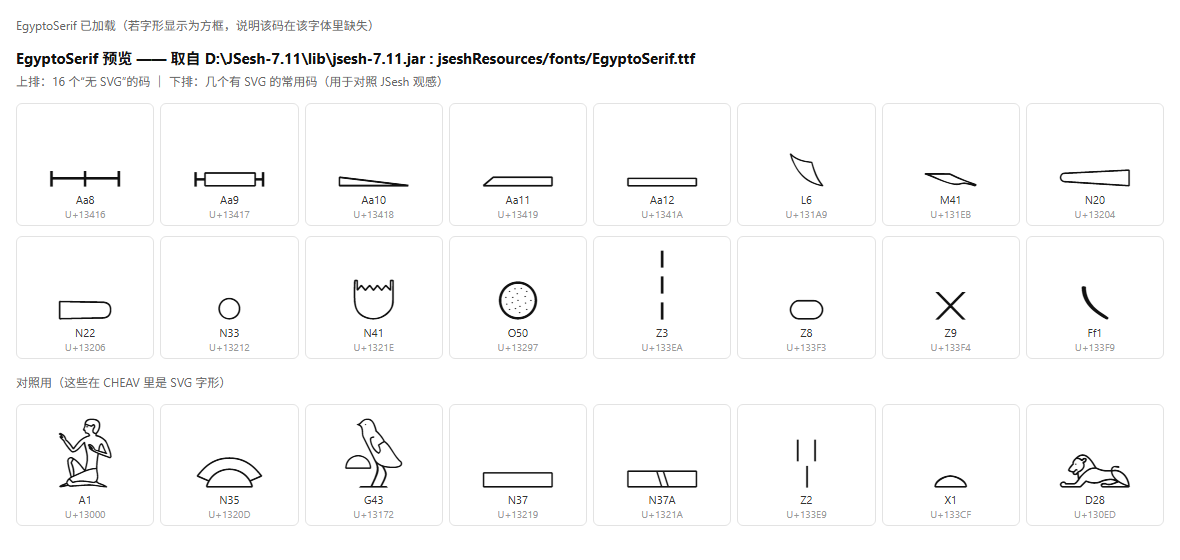 EgyptoSerif 已加载（若字形显示为方框，说明该码在该字体里缺失）
EgyptoSerif 预览 —— 取自 D:\JSesh-7.11\lib\jsesh-7.11.jar : jseshResources/fonts/EgyptoSerif.ttf
上排：16 个“无 SVG”的码 ｜ 下排：几个有 SVG 的常用码（用于对照 JSesh 观感）
Aa8 Aa9 Aa10 Aa11 Aa12 L6 M41 N20
U+13416 U+13417 U+13418 U+13419 U+1341A U+131A9 U+131EB U+13204
N22 N33 N41 O50 Z3 Z8 Z9 Ff1
U+13206 U+13212 U+1321E U+13297 U+133EA U+133F3 U+133F4 U+133F9
对照用（这些在 CHEAV 里是 SVG 字形）
A1 N35 G43 N37 N37A Z2 X1 D28
U+13000 U+1320D U+13172 U+13219 U+1321A U+133E9 U+133CF U+130ED